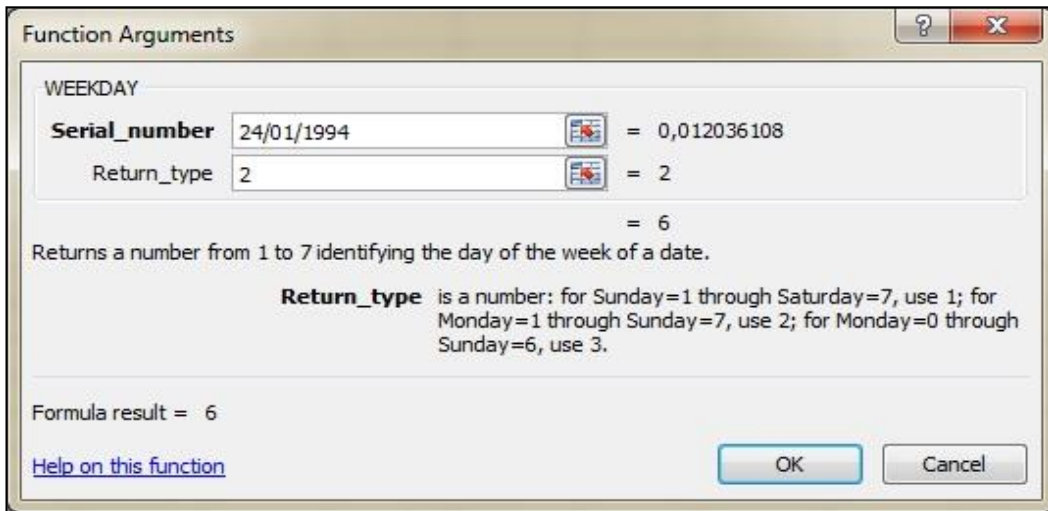 Function Arguments
WEEKDAY
Serial_number 24/01/1994 = 0,012036108
Return_type 2 = 2
= 6
Returns a number from 1 to 7 identifying the day of the week of a date.
Return_type is a number: for Sunday=1 through Saturday=7, use 1; for
Monday=1 through Sunday=7, use 2; for Monday=0 through
Sunday=6, use 3.
Formula result = 6
Help on this function OK Cancel